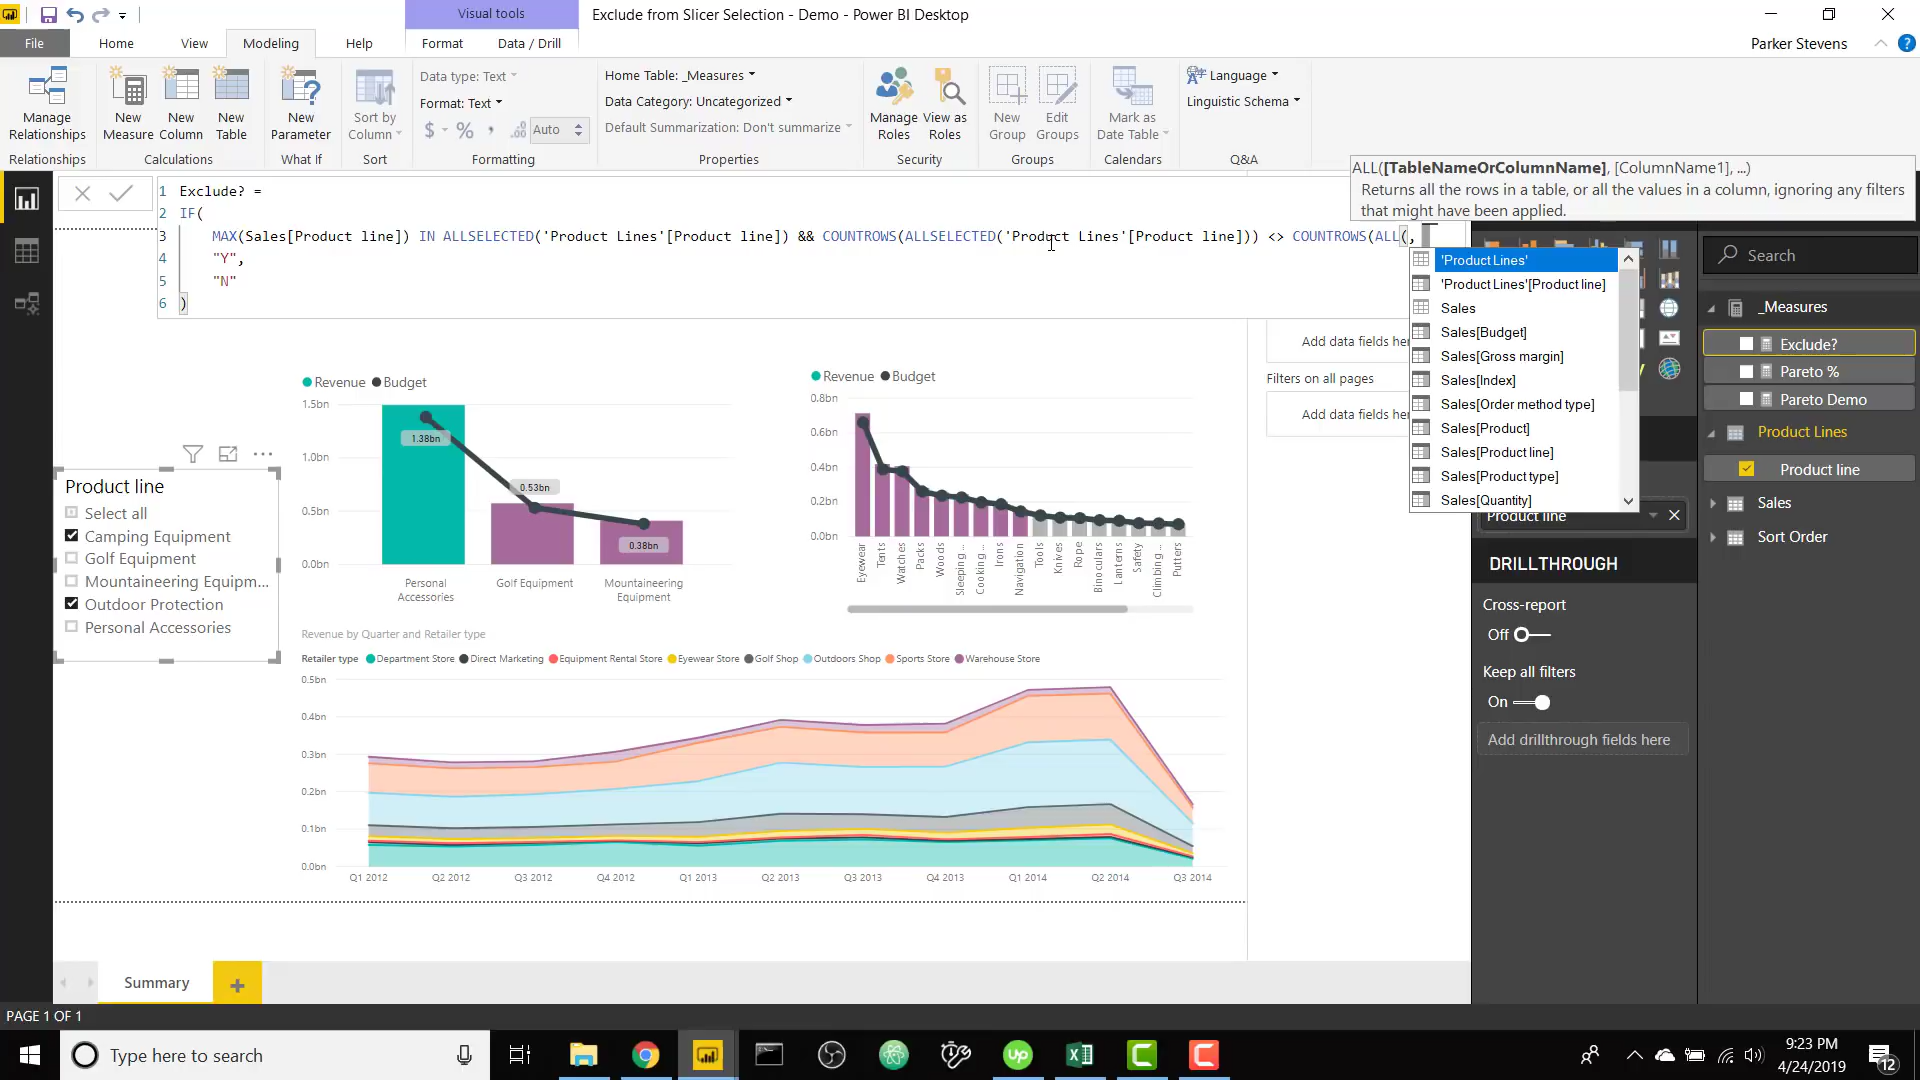 Visual tools
Exclude from Slicer Selection - Demo - Power BI Desktop
File Home View Modeling Help Format Data / Drill
Parker Stevens
Manage Relationships
Relationships
New Measure
New Column
New Table
Calculations
New Parameter
What If
Sort by Column
Sort
Data type: Text
Format: Text
$ % , .00 Auto
Formatting
Home Table: _Measures
Data Category: Uncategorized
Default Summarization: Don't summarize
Properties
Manage Roles
View as Roles
Security
New Group
Edit Groups
Groups
Mark as Date Table
Calendars
Language
Linguistic Schema
Q&A
ALL([TableNameOrColumnName], [ColumnName1], ...)
Returns all the rows in a table, or all the values in a column, ignoring any filters
that might have been applied.
1 Exclude? =
2 IF(
3 MAX(Sales[Product line]) IN ALLSELECTED('Product Lines'[Product line]) && COUNTROWS(ALLSELECTED('Product Lines'[Product line])) <> COUNTROWS(ALL(,
4 "Y",
5 "N"
6 )
'Product Lines'
'Product Lines'[Product line]
Sales
Sales[Budget]
Sales[Gross margin]
Sales[Index]
Sales[Order method type]
Sales[Product]
Sales[Product line]
Sales[Product type]
Sales[Quantity]
Product line
Select all
Camping Equipment
Golf Equipment
Mountaineering Equipm...
Outdoor Protection
Personal Accessories
Revenue Budget
1.5bn
1.0bn
0.5bn
0.0bn
1.38bn
0.53bn
0.38bn
Personal Accessories
Golf Equipment
Mountaineering Equipment
Revenue Budget
0.8bn
0.6bn
0.4bn
0.2bn
0.0bn
Eyewear
Tents
Watches
Packs
Woods
Sleeping ...
Cooking ...
Irons
Navigation
Tools
Knives
Rope
Binoculars
Lanterns
Safety
Climbing ...
Putters
Revenue by Quarter and Retailer type
Retailer type Department Store Direct Marketing Equipment Rental Store Eyewear Store Golf Shop Outdoors Shop Sports Store Warehouse Store
0.5bn
0.4bn
0.3bn
0.2bn
0.1bn
0.0bn
Q1 2012 Q2 2012 Q3 2012 Q4 2012 Q1 2013 Q2 2013 Q3 2013 Q4 2013 Q1 2014 Q2 2014 Q3 2014
Add data fields her
Filters on all pages
Add data fields her
Product line
DRILLTHROUGH
Cross-report
Off
Keep all filters
On
Add drillthrough fields here
Search
_Measures
Exclude?
Pareto %
Pareto Demo
Product Lines
Product line
Sales
Sort Order
Summary
PAGE 1 OF 1
Type here to search
up
9:23 PM
4/24/2019
12